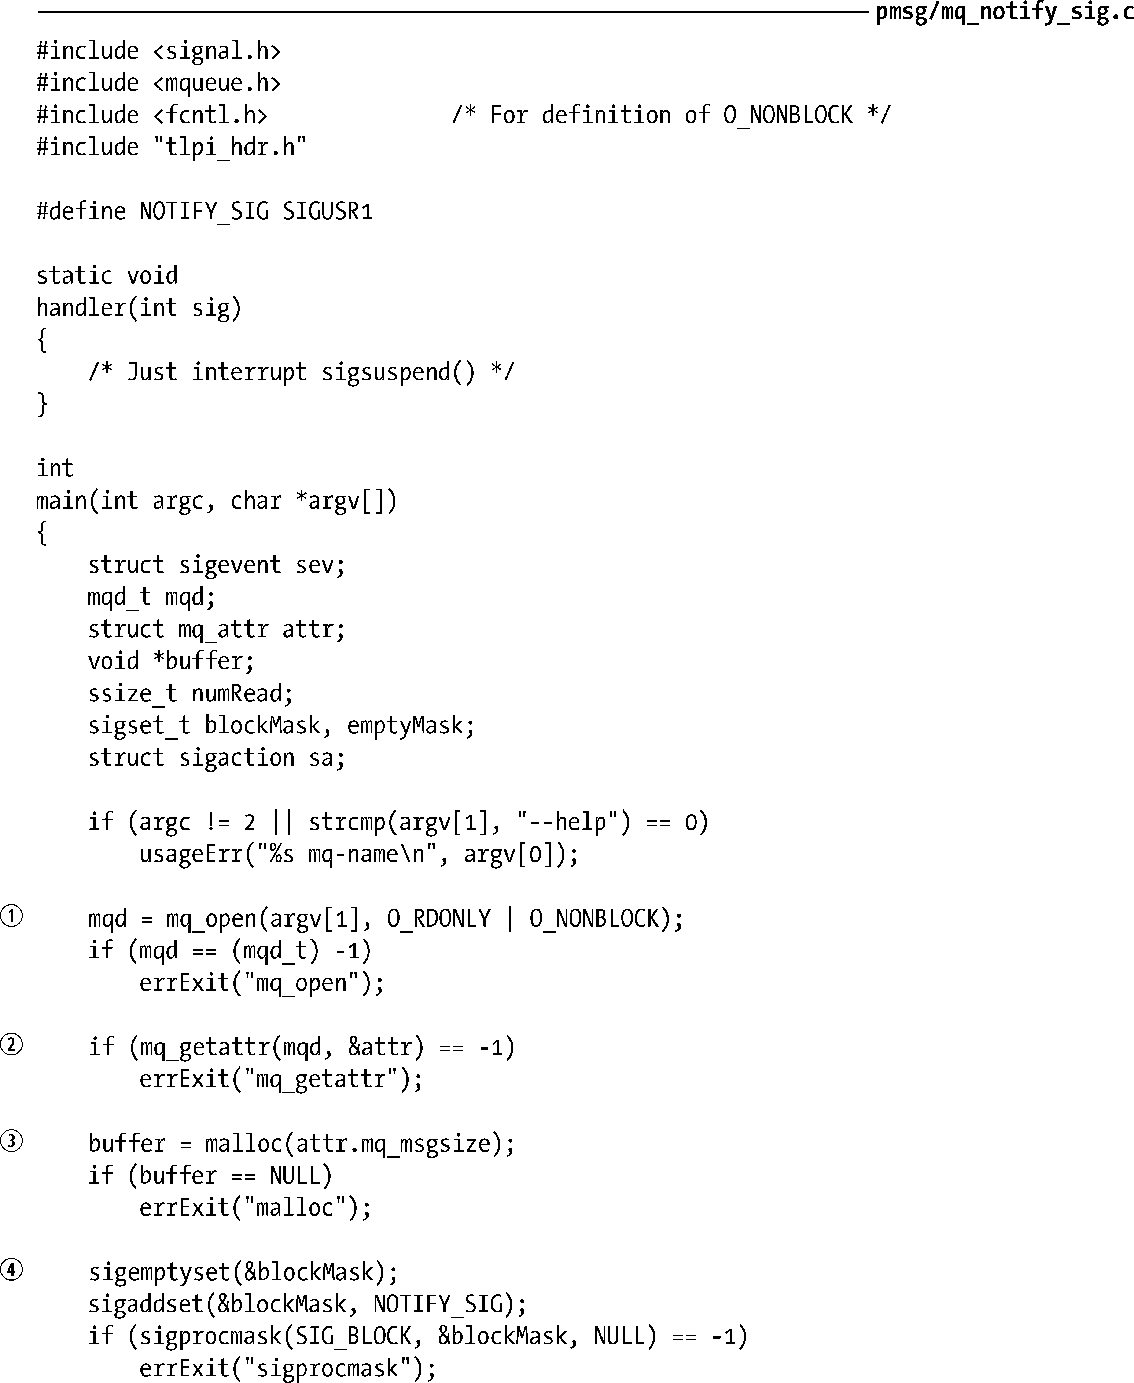 pmsg/mq_notify_sig.c
#include <signal.h>
#include <mqueue.h>
#include <fcntl.h>              /* For definition of O_NONBLOCK */
#include "tlpi_hdr.h"

#define NOTIFY_SIG SIGUSR1

static void
handler(int sig)
{
    /* Just interrupt sigsuspend() */
}

int
main(int argc, char *argv[])
{
    struct sigevent sev;
    mqd_t mqd;
    struct mq_attr attr;
    void *buffer;
    ssize_t numRead;
    sigset_t blockMask, emptyMask;
    struct sigaction sa;

    if (argc != 2 || strcmp(argv[1], "--help") == 0)
        usageErr("%s mq-name\n", argv[0]);

①    mqd = mq_open(argv[1], O_RDONLY | O_NONBLOCK);
    if (mqd == (mqd_t) -1)
        errExit("mq_open");

②    if (mq_getattr(mqd, &attr) == -1)
        errExit("mq_getattr");

③    buffer = malloc(attr.mq_msgsize);
    if (buffer == NULL)
        errExit("malloc");

④    sigemptyset(&blockMask);
    sigaddset(&blockMask, NOTIFY_SIG);
    if (sigprocmask(SIG_BLOCK, &blockMask, NULL) == -1)
        errExit("sigprocmask");